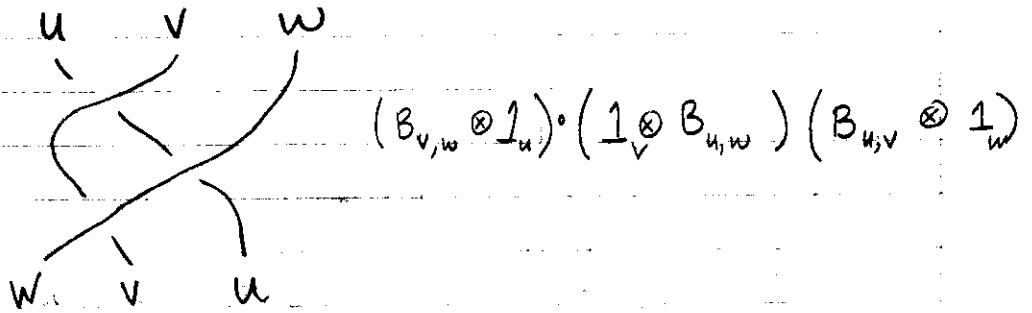 u v w
(B_{v,w} ⊗ 1_u)·(1_v ⊗ B_{u,w})(B_{u,v} ⊗ 1_w)
w v u